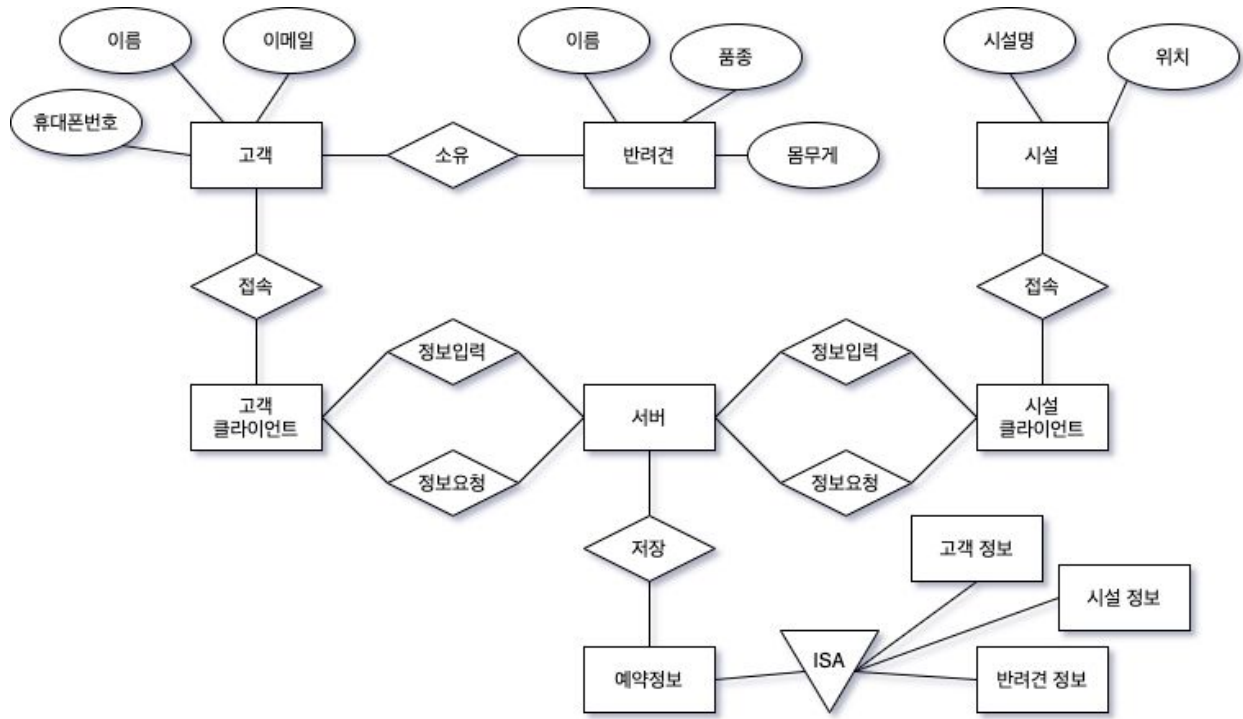 이름
이메일
이름
품종
시설명
위치
휴대폰번호
고객
소유
반려견
몸무게
시설
접속
접속
정보입력
정보입력
고객
클라이언트
서버
시설
클라이언트
정보요청
정보요청
저장
고객 정보
시설 정보
예약정보
ISA
반려견 정보